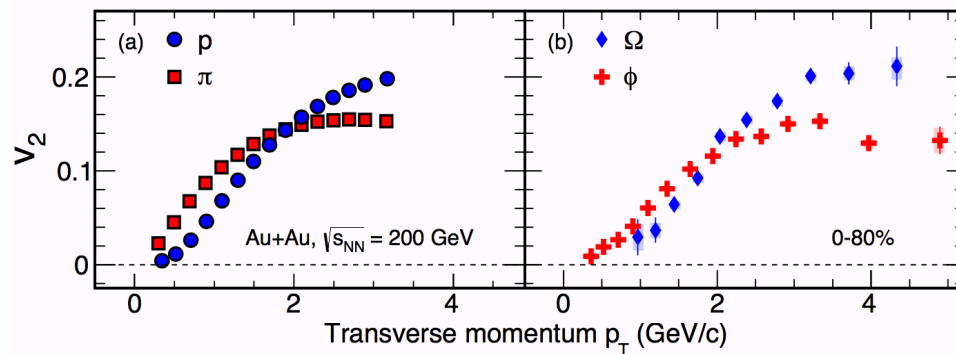 (a) p
π
(b) Ω
ϕ
0.2
0.1
0
v₂
Au+Au, √sNN = 200 GeV
0-80%
0 2 4 0 2 4
Transverse momentum pT (GeV/c)